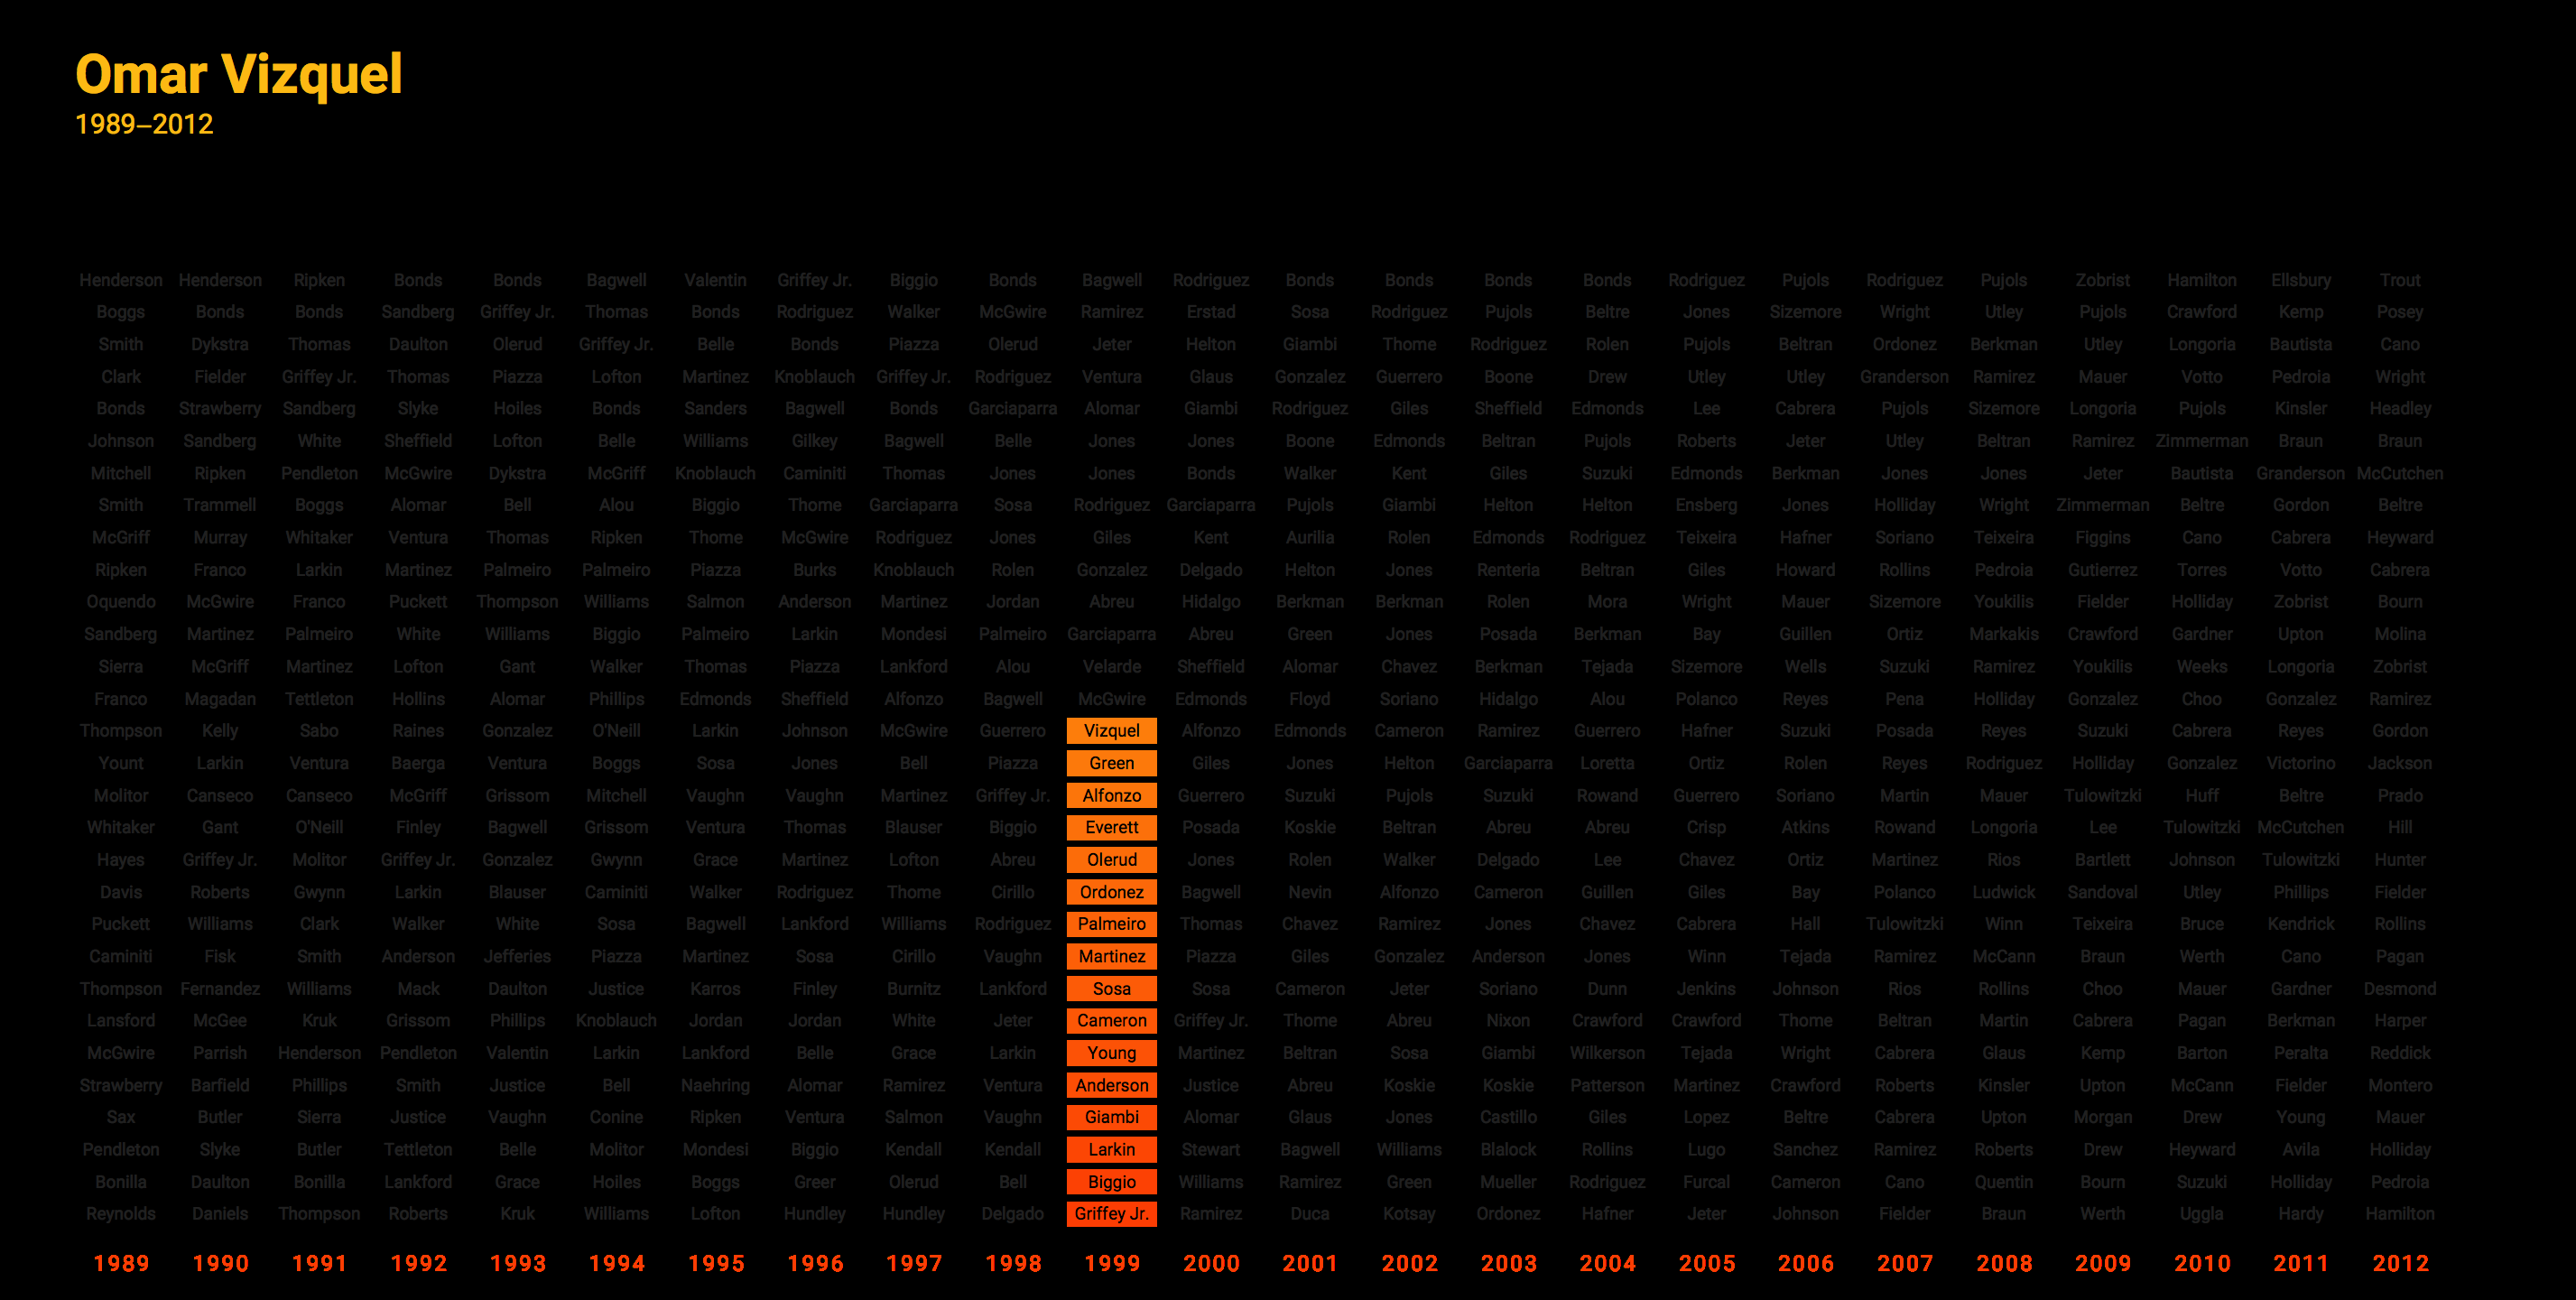 Omar Vizquel
1989–2012
Henderson Henderson Ripken Bonds Bonds Bagwell Valentin Griffey Jr. Biggio Bonds Bagwell Rodriguez Bonds Bonds Bonds Bonds Rodriguez Pujols Rodriguez Pujols Zobrist Hamilton Ellsbury Trout
Boggs Bonds Bonds Sandberg Griffey Jr. Thomas Bonds Rodriguez Walker McGwire Ramirez Erstad Sosa Rodriguez Pujols Beltre Jones Sizemore Wright Utley Pujols Crawford Kemp Posey
Smith Dykstra Thomas Daulton Olerud Griffey Jr. Belle Bonds Piazza Olerud Jeter Helton Giambi Thome Rodriguez Rolen Pujols Beltran Ordonez Berkman Utley Longoria Bautista Cano
Clark Fielder Griffey Jr. Thomas Piazza Lofton Martinez Knoblauch Griffey Jr. Rodriguez Ventura Glaus Gonzalez Guerrero Boone Drew Utley Utley Granderson Ramirez Mauer Votto Pedroia Wright
Bonds Strawberry Sandberg Slyke Hoiles Bonds Sanders Bagwell Bonds Garciaparra Alomar Giambi Rodriguez Giles Sheffield Edmonds Lee Cabrera Pujols Sizemore Longoria Pujols Kinsler Headley
Johnson Sandberg White Sheffield Lofton Belle Williams Gilkey Bagwell Belle Jones Jones Boone Edmonds Beltran Pujols Roberts Jeter Utley Beltran Ramirez Zimmerman Braun Braun
Mitchell Ripken Pendleton McGwire Dykstra McGriff Knoblauch Caminiti Thomas Jones Jones Bonds Walker Kent Giles Suzuki Edmonds Berkman Jones Jones Jeter Bautista Granderson McCutchen
Smith Trammell Boggs Alomar Bell Alou Biggio Thome Garciaparra Sosa Rodriguez Garciaparra Pujols Giambi Helton Helton Ensberg Jones Holliday Wright Zimmerman Beltre Gordon Beltre
McGriff Murray Whitaker Ventura Thomas Ripken Thome McGwire Rodriguez Jones Giles Kent Aurilia Rolen Edmonds Rodriguez Teixeira Hafner Soriano Teixeira Figgins Cano Cabrera Heyward
Ripken Franco Larkin Martinez Palmeiro Palmeiro Piazza Burks Knoblauch Rolen Gonzalez Delgado Helton Jones Renteria Beltran Giles Howard Rollins Pedroia Gutierrez Torres Votto Cabrera
Oquendo McGwire Franco Puckett Thompson Williams Salmon Anderson Martinez Jordan Abreu Hidalgo Berkman Berkman Rolen Mora Wright Mauer Sizemore Youkilis Fielder Holliday Zobrist Bourn
Sandberg Martinez Palmeiro White Williams Biggio Palmeiro Larkin Mondesi Palmeiro Garciaparra Abreu Green Jones Posada Berkman Bay Guillen Ortiz Markakis Crawford Gardner Upton Molina
Sierra McGriff Martinez Lofton Gant Walker Thomas Piazza Lankford Alou Velarde Sheffield Alomar Chavez Berkman Tejada Sizemore Wells Suzuki Ramirez Youkilis Weeks Longoria Zobrist
Franco Magadan Tettleton Hollins Alomar Phillips Edmonds Sheffield Alfonzo Bagwell McGwire Edmonds Floyd Soriano Hidalgo Alou Polanco Reyes Pena Holliday Gonzalez Choo Gonzalez Ramirez
Thompson Kelly Sabo Raines Gonzalez O'Neill Larkin Johnson McGwire Guerrero Vizquel Alfonzo Edmonds Cameron Ramirez Guerrero Hafner Suzuki Posada Reyes Suzuki Cabrera Reyes Gordon
Yount Larkin Ventura Baerga Ventura Boggs Sosa Jones Bell Piazza Green Giles Jones Helton Garciaparra Loretta Ortiz Rolen Reyes Rodriguez Holliday Gonzalez Victorino Jackson
Molitor Canseco Canseco McGriff Grissom Mitchell Vaughn Vaughn Martinez Griffey Jr. Alfonzo Guerrero Suzuki Pujols Suzuki Rowand Guerrero Soriano Martin Mauer Tulowitzki Huff Beltre Prado
Whitaker Gant O'Neill Finley Bagwell Grissom Ventura Thomas Blauser Biggio Everett Posada Koskie Beltran Abreu Abreu Crisp Atkins Rowand Longoria Lee Tulowitzki McCutchen Hill
Hayes Griffey Jr. Molitor Griffey Jr. Gonzalez Gwynn Grace Martinez Lofton Abreu Olerud Jones Rolen Walker Delgado Lee Chavez Ortiz Martinez Rios Bartlett Johnson Tulowitzki Hunter
Davis Roberts Gwynn Larkin Blauser Caminiti Walker Rodriguez Thome Cirillo Ordonez Bagwell Nevin Alfonzo Cameron Guillen Giles Bay Polanco Ludwick Sandoval Utley Phillips Fielder
Puckett Williams Clark Walker White Sosa Bagwell Lankford Williams Rodriguez Palmeiro Thomas Chavez Ramirez Jones Chavez Cabrera Hall Tulowitzki Winn Teixeira Bruce Kendrick Rollins
Caminiti Fisk Smith Anderson Jefferies Piazza Martinez Sosa Cirillo Vaughn Martinez Piazza Giles Gonzalez Anderson Jones Winn Tejada Ramirez McCann Braun Werth Cano Pagan
Thompson Fernandez Williams Mack Daulton Justice Karros Finley Burnitz Lankford Sosa Sosa Cameron Jeter Soriano Dunn Jenkins Johnson Rios Rollins Choo Mauer Gardner Desmond
Lansford McGee Kruk Grissom Phillips Knoblauch Jordan Jordan White Jeter Cameron Griffey Jr. Thome Abreu Nixon Crawford Crawford Thome Beltran Martin Cabrera Pagan Berkman Harper
McGwire Parrish Henderson Pendleton Valentin Larkin Lankford Belle Grace Larkin Young Martinez Beltran Sosa Giambi Wilkerson Tejada Wright Cabrera Glaus Kemp Barton Peralta Reddick
Strawberry Barfield Phillips Smith Justice Bell Naehring Alomar Ramirez Ventura Anderson Justice Abreu Koskie Koskie Patterson Martinez Crawford Roberts Kinsler Upton McCann Fielder Montero
Sax Butler Sierra Justice Vaughn Conine Ripken Ventura Salmon Vaughn Giambi Alomar Glaus Jones Castillo Giles Lopez Beltre Cabrera Upton Morgan Drew Young Mauer
Pendleton Slyke Butler Tettleton Belle Molitor Mondesi Biggio Kendall Kendall Larkin Stewart Bagwell Williams Blalock Rollins Lugo Sanchez Ramirez Roberts Drew Heyward Avila Holliday
Bonilla Daulton Bonilla Lankford Grace Hoiles Boggs Greer Olerud Bell Biggio Williams Ramirez Green Mueller Rodriguez Furcal Cameron Cano Quentin Bourn Suzuki Holliday Pedroia
Reynolds Daniels Thompson Roberts Kruk Williams Lofton Hundley Hundley Delgado Griffey Jr. Ramirez Duca Kotsay Ordonez Hafner Jeter Johnson Fielder Braun Werth Uggla Hardy Hamilton
1989 1990 1991 1992 1993 1994 1995 1996 1997 1998 1999 2000 2001 2002 2003 2004 2005 2006 2007 2008 2009 2010 2011 2012